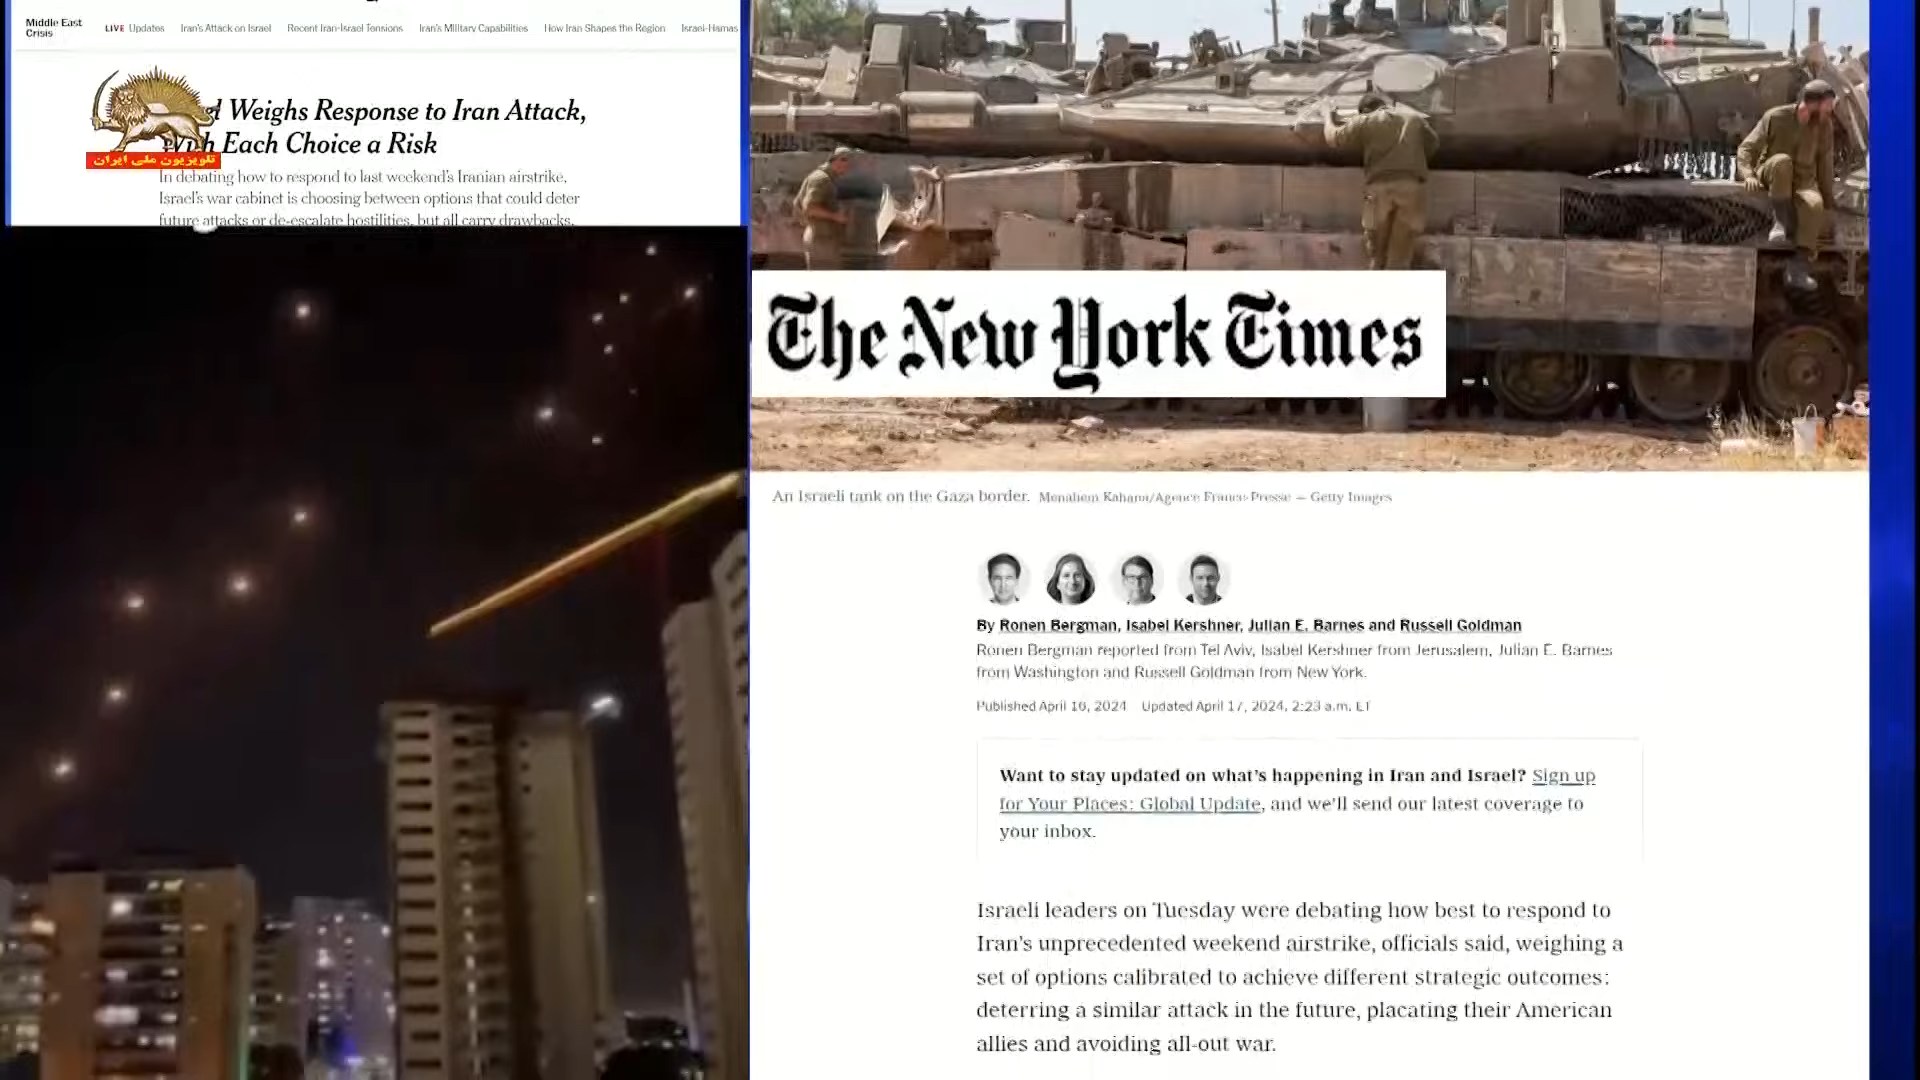 Middle East
Crisis
LIVE Updates
Iran's Attack on Israel
Recent Iran-Israel Tensions
Iran's Military Capabilities
How Iran Shapes the Region
Israel-Hamas
Weighs Response to Iran Attack,
With Each Choice a Risk
تلویزیون ملی ایران
In debating how to respond to last weekend's Iranian airstrike,
Israel's war cabinet is choosing between options that could deter
future attacks or de-escalate hostilities, but all carry drawbacks.
The New York Times
An Israeli tank on the Gaza border. Menahem Kahana/Agence France-Presse — Getty Images
By Ronen Bergman, Isabel Kershner, Julian E. Barnes and Russell Goldman
Ronen Bergman reported from Tel Aviv, Isabel Kershner from Jerusalem, Julian E. Barnes
from Washington and Russell Goldman from New York.
Published April 16, 2024 Updated April 17, 2024, 2:23 a.m. ET
Want to stay updated on what's happening in Iran and Israel? Sign up
for Your Places: Global Update, and we'll send our latest coverage to
your inbox.
Israeli leaders on Tuesday were debating how best to respond to
Iran's unprecedented weekend airstrike, officials said, weighing a
set of options calibrated to achieve different strategic outcomes:
deterring a similar attack in the future, placating their American
allies and avoiding all-out war.